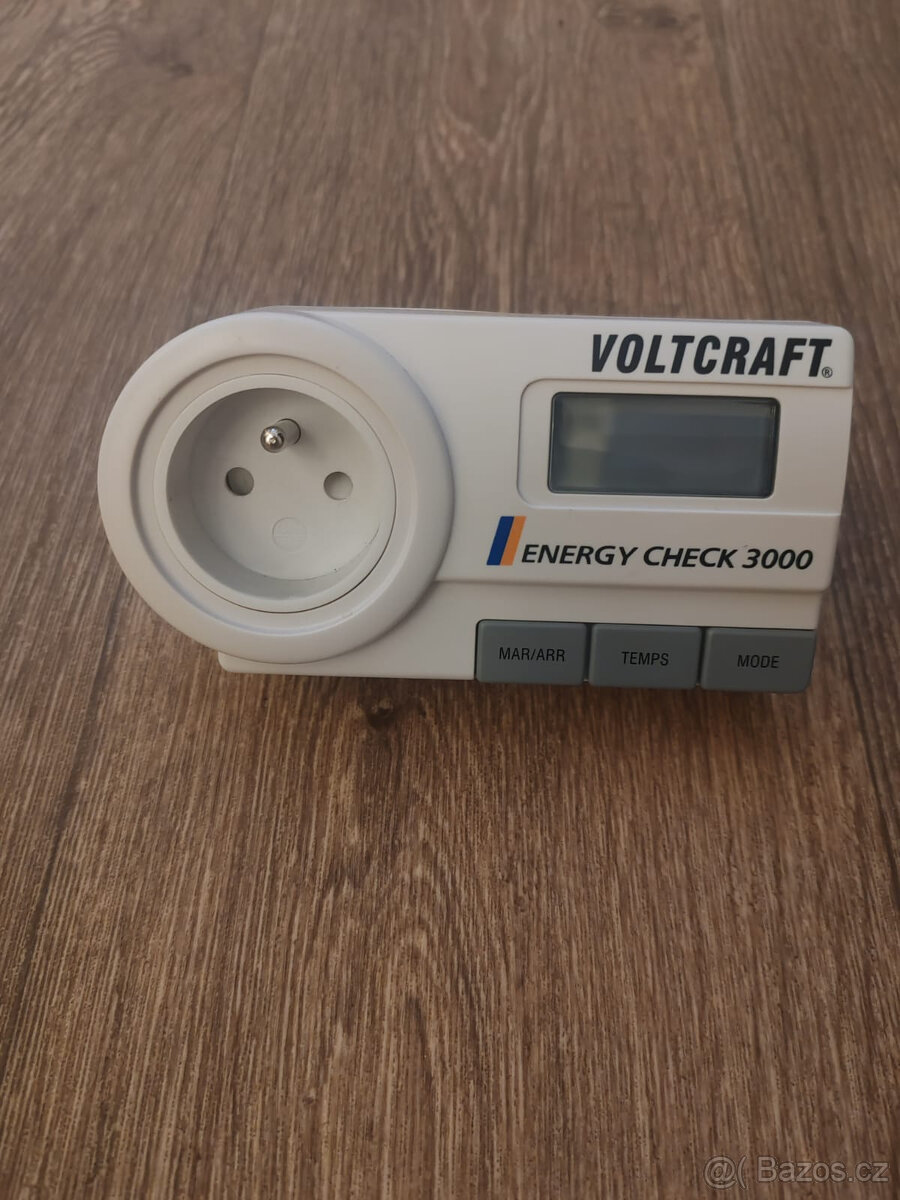 VOLTCRAFT®
ENERGY CHECK 3000
MAR/ARR TEMPS MODE
@( Bazos.cz